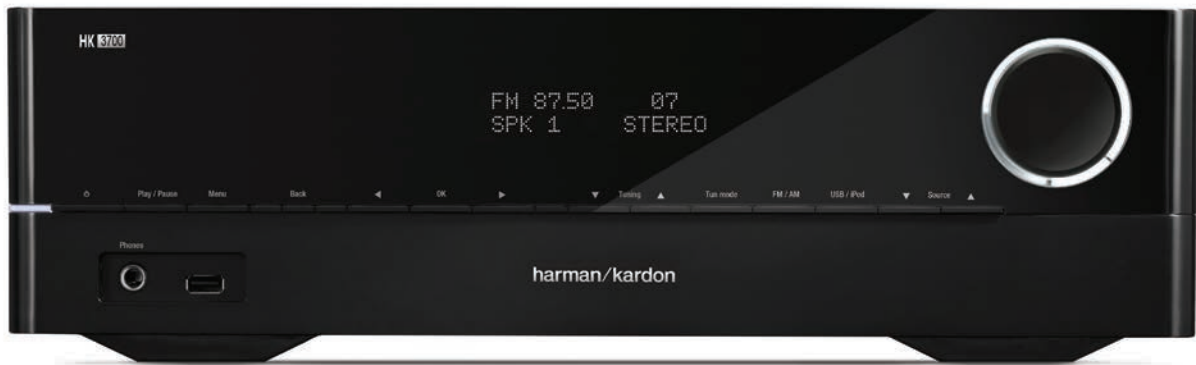 HK 3700
FM 87.50 07
SPK 1 STEREO
Play / Pause Menu Back OK Tuning Tun mode FM / AM USB / iPod Source
Phones
harman/kardon